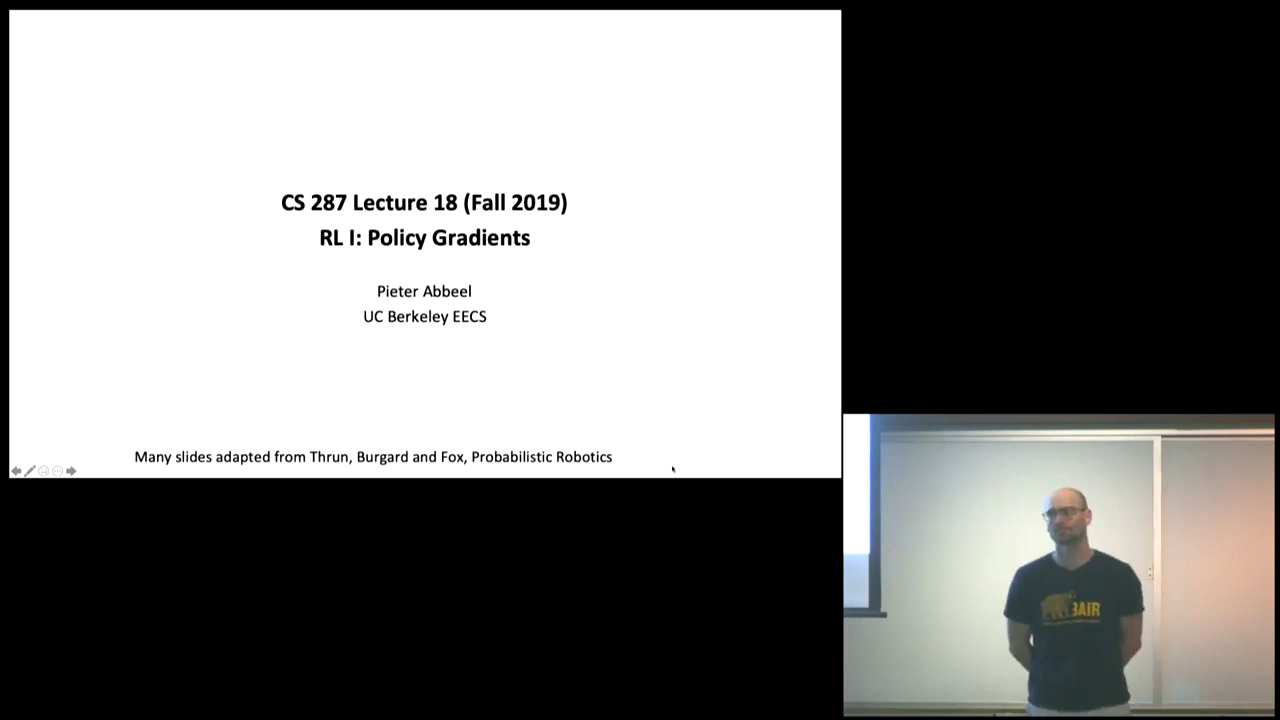 CS 287 Lecture 18 (Fall 2019)
RL I: Policy Gradients
Pieter Abbeel
UC Berkeley EECS
Many slides adapted from Thrun, Burgard and Fox, Probabilistic Robotics
BAIR